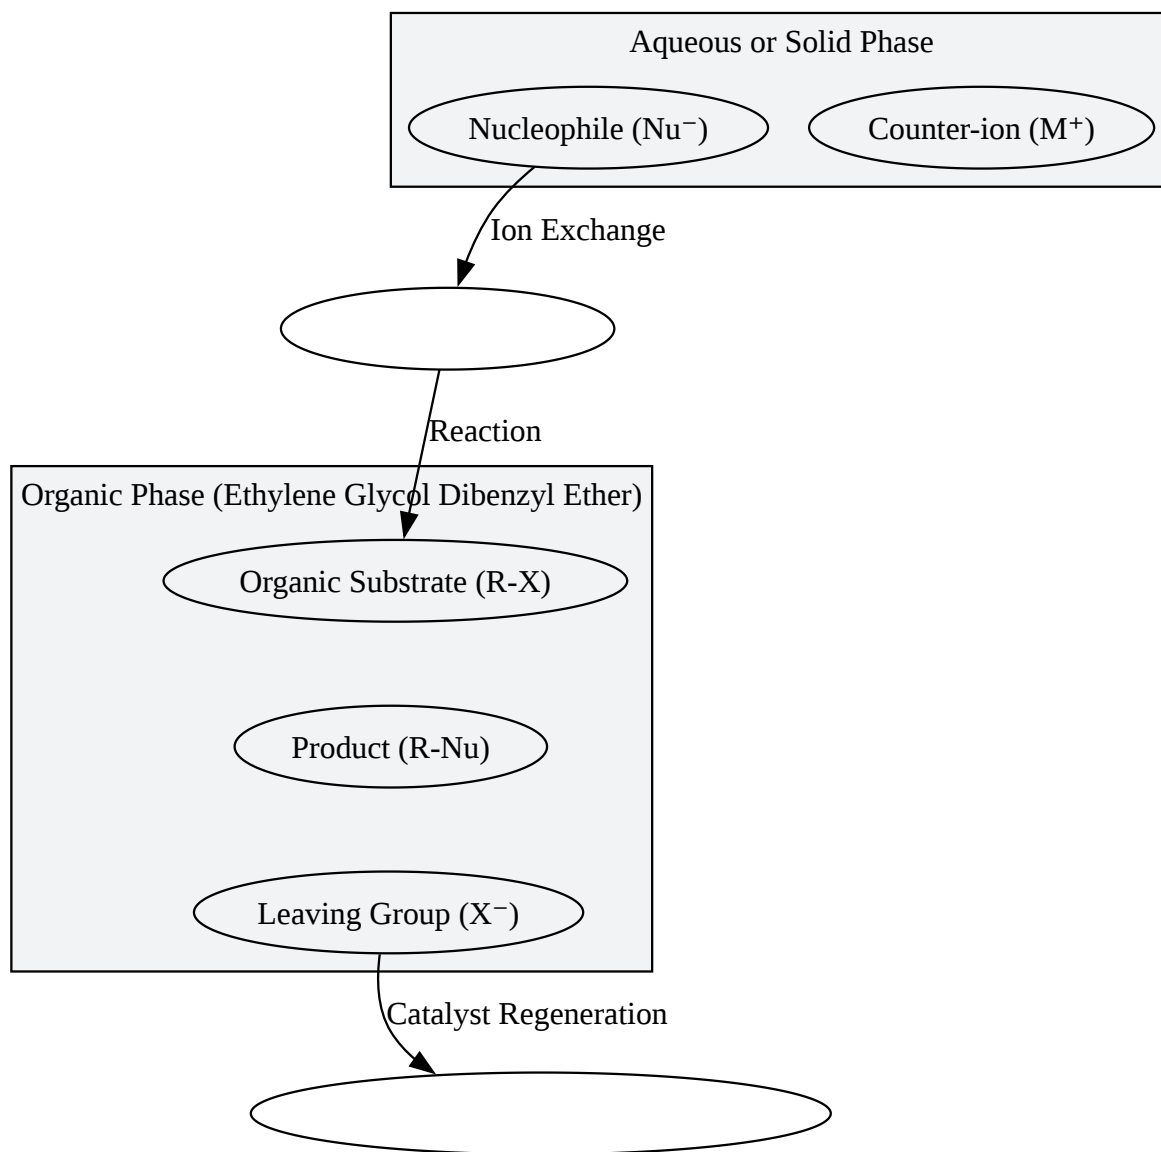 Aqueous or Solid Phase
Nucleophile (Nu⁻)
Counter-ion (M⁺)
Ion Exchange
Reaction
Organic Phase (Ethylene Glycol Dibenzyl Ether)
Organic Substrate (R-X)
Product (R-Nu)
Leaving Group (X⁻)
Catalyst Regeneration